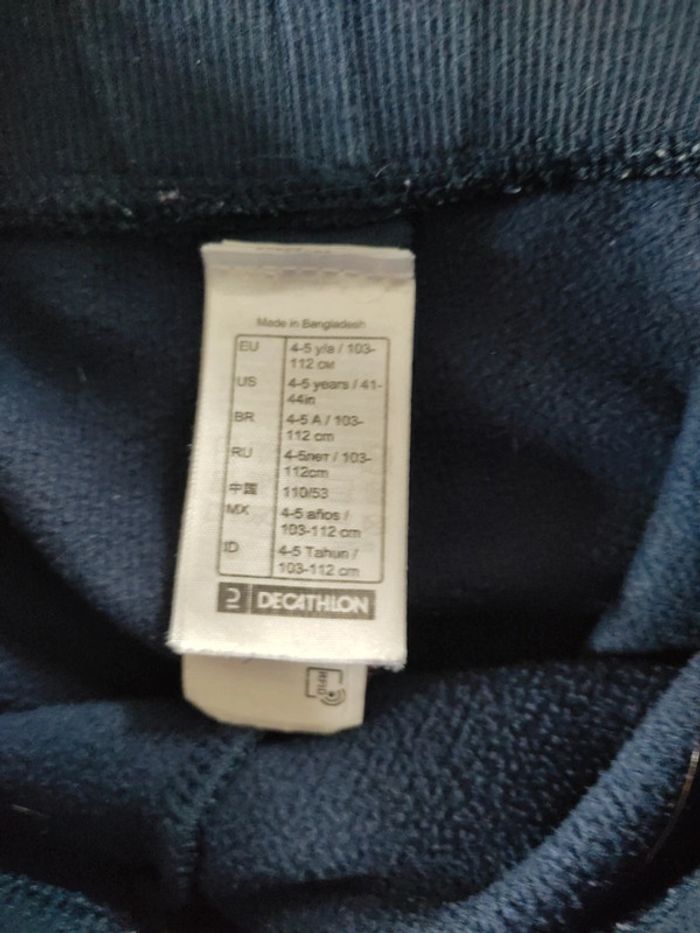 Made in Bangladesh
EU 4-5 y/a / 103-
112 см
US 4-5 years / 41-
44in
BR 4-5 A / 103-
112 cm
RU 4-5лет / 103-
112cm
中国 110/53
MX 4-5 años /
103-112 cm
ID 4-5 Tahun /
103-112 cm
DECATHLON
RFID